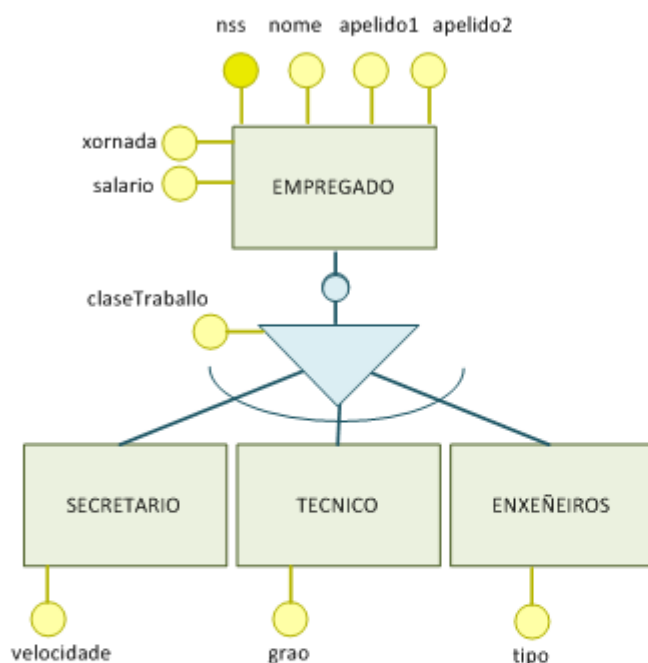 nss nome apelido1 apelido2
xornada
salario
EMPREGADO
claseTraballo
SECRETARIO TECNICO ENXEÑEIROS
velocidade grao tipo